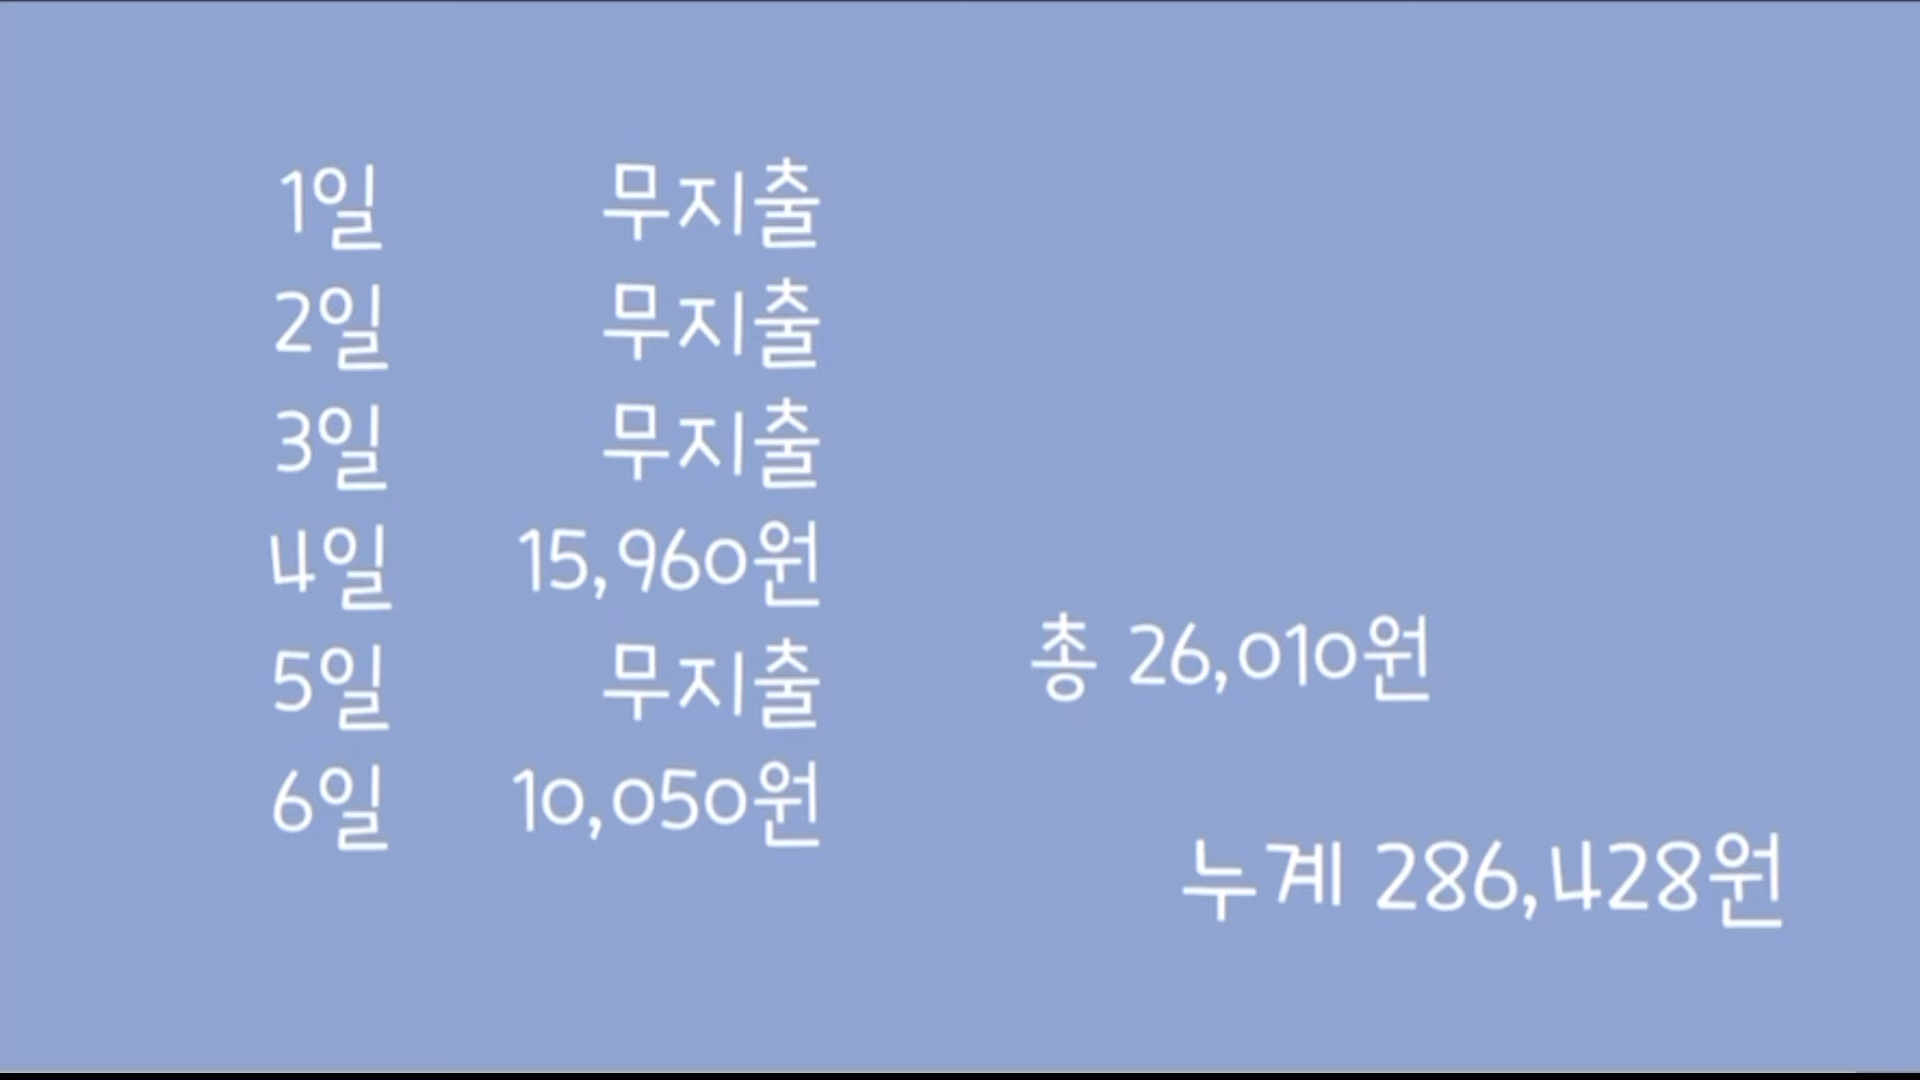 1일 무지출
2일 무지출
3일 무지출
4일 15,960원
5일 무지출
총 26,010원
6일 10,050원
누계 286,428원